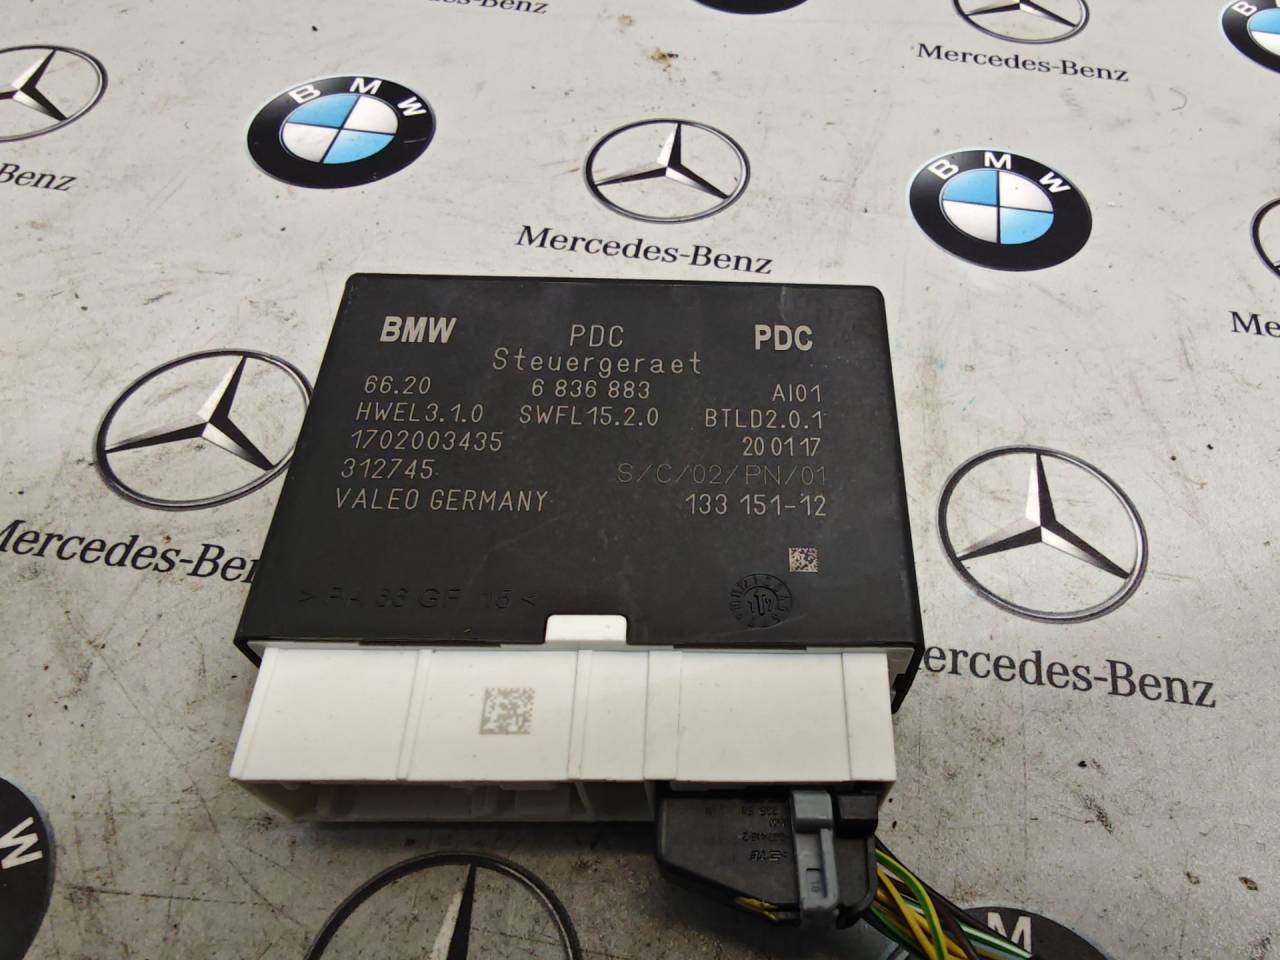 Mercedes-Benz
Mercedes-Benz
BMW
BMW
-Benz
Mercedes-Benz
BMW PDC PDC
Steuergeraet
66.20 6 836 883 AI01
HWEL3.1.0 SWFL15.2.0 BTLD2.0.1
1702003435 20 01 17
312745 S/C/02/PN/01
VALEO GERMANY 133 151-12
Mercedes-Benz
ercedes-Benz
W
M